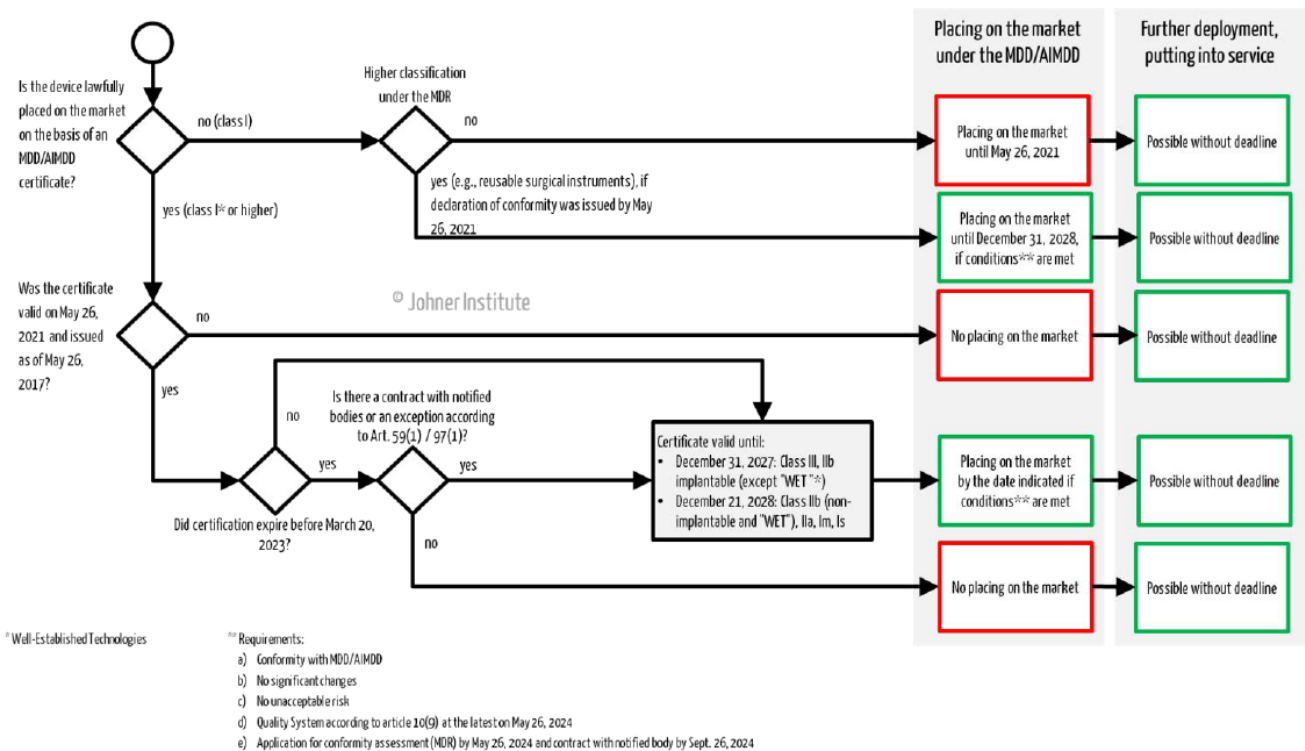 Placing on the market
under the MDD/AIMDD
Further deployment,
putting into service
Is the device lawfully
placed on the market
on the basis of an
MDD/AIMDD
certificate?
no (class I)
Higher classification
under the MDR
no
Placing on the market
until May 26, 2021
Possible without deadline
yes (e.g., reusable surgical instruments), if
declaration of conformity was issued by May
26, 2021
Placing on the market
until December 31, 2028,
if conditions** are met
Possible without deadline
yes (class I* or higher)
© Johner Institute
Was the certificate
valid on May 26,
2021 and issued
as of May 26,
2017?
no
No placing on the market
Possible without deadline
yes
no
Is there a contract with notified
bodies or an exception according
to Art. 59(1) / 97(1)?
yes
yes
Certificate valid until:
• December 31, 2027: Class III, IIb
implantable (except "WET"*)
• December 21, 2028: Class IIb (non-
implantable and "WET"), IIa, Im, Is
Placing on the market
by the date indicated if
conditions** are met
Possible without deadline
Did certification expire before March 20,
2023?
no
No placing on the market
Possible without deadline
* Well-Established Technologies
** Requirements:
a) Conformity with MDD/AIMDD
b) No significant changes
c) No unacceptable risk
d) Quality System according to article 10(9) at the latest on May 26, 2024
e) Application for conformity assessment (MDR) by May 26, 2024 and contract with notified body by Sept. 26, 2024